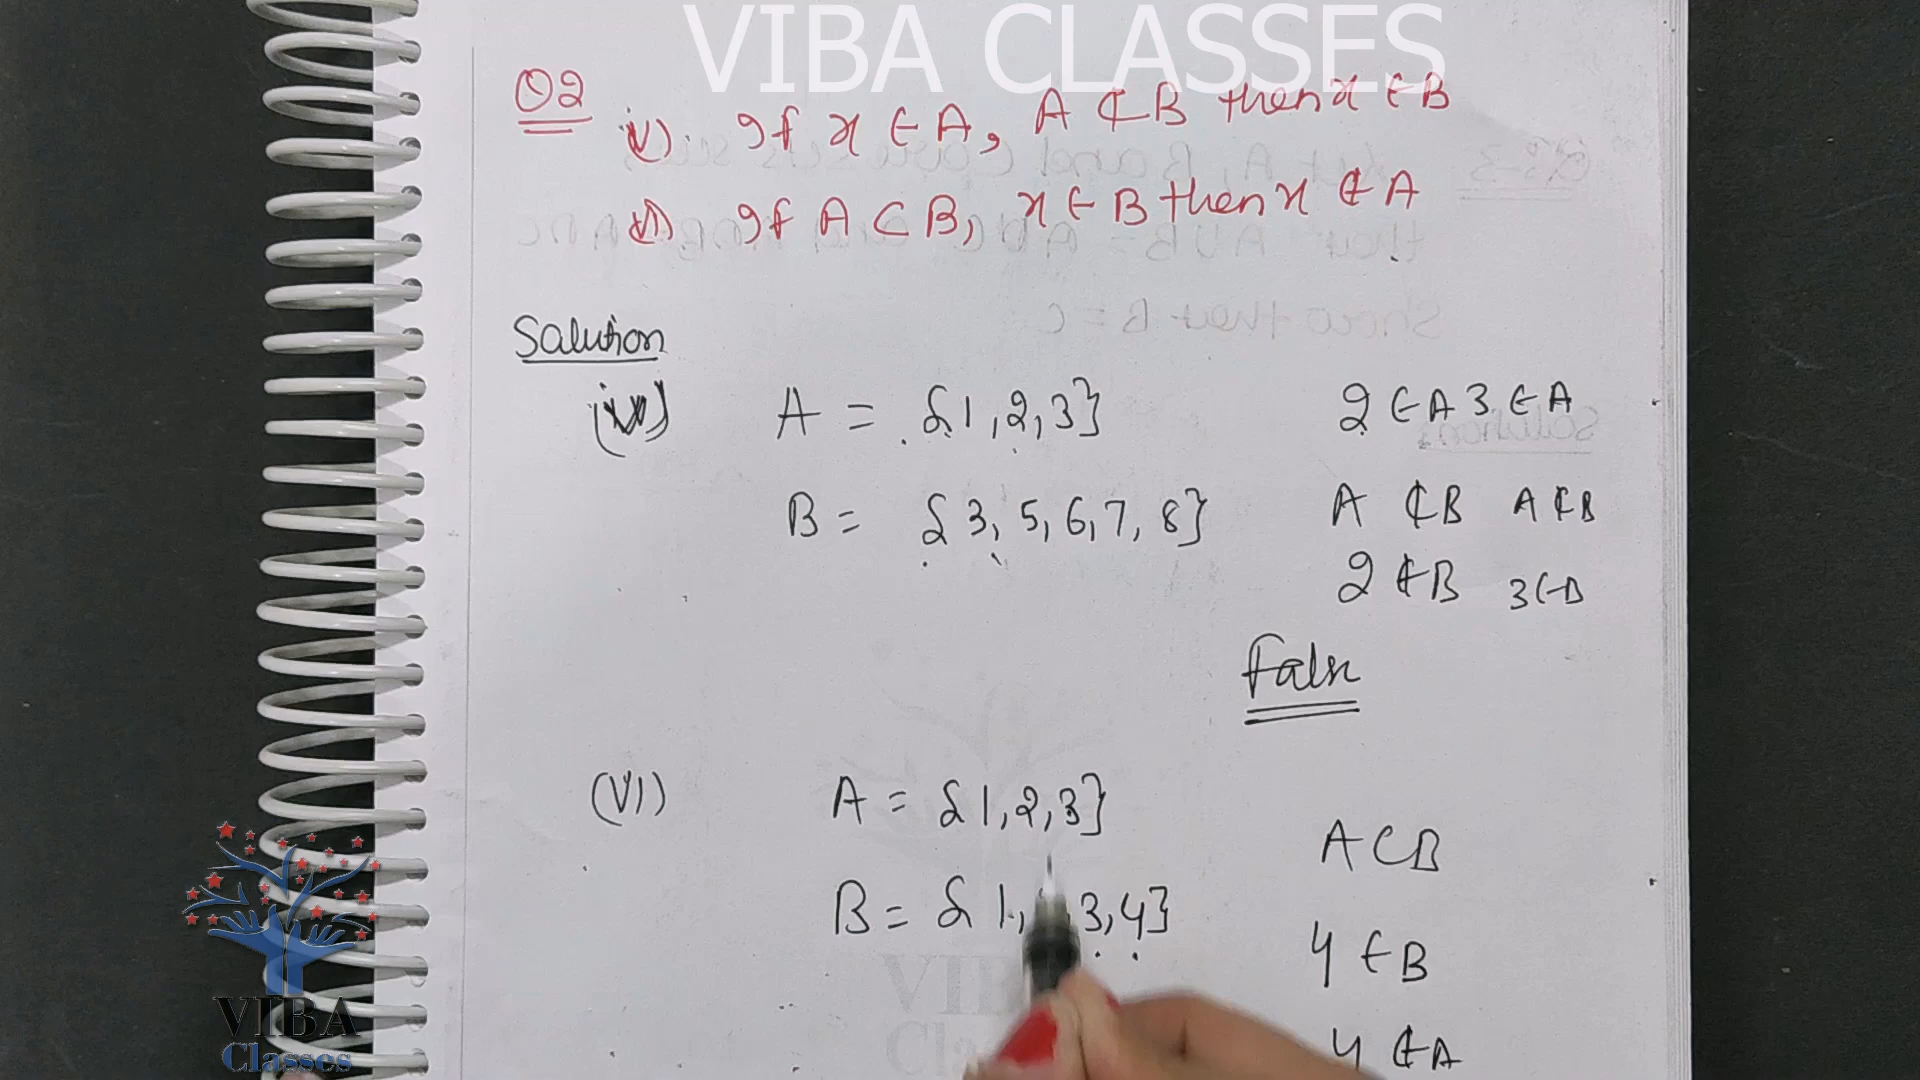 VIBA CLASSES
Q2
v) If x ∈ A, A ⊄ B then x ∈ B
vi) If A ⊂ B, x ∈ B then x ∉ A
Solution
A = {1, 2, 3}
2 ∈ A 3 ∈ A
B = {3, 5, 6, 7, 8}
A ⊄ B A ⊄ B
2 ∉ B 3 ∈ B
False
(VI) A = {1, 2, 3}
A ⊂ B
B = {1, 3, 4}
4 ∈ B
4 ∉ A
VIBA
Classes